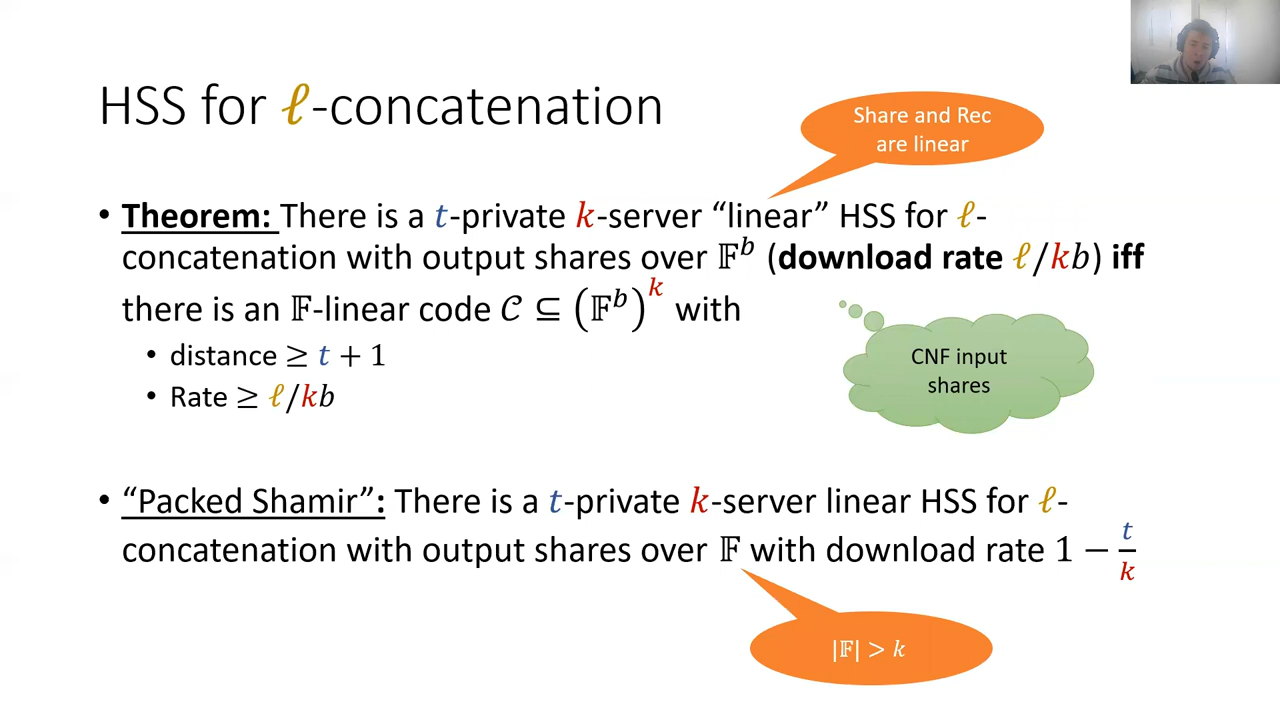 HSS for ℓ-concatenation
Share and Rec
are linear
• Theorem: There is a t-private k-server “linear” HSS for ℓ-
concatenation with output shares over 𝔽ᵇ (download rate ℓ/kb) iff
there is an 𝔽-linear code 𝒞 ⊆ (𝔽ᵇ)ᵏ with
• distance ≥ t + 1
• Rate ≥ ℓ/kb
CNF input
shares
• “Packed Shamir”: There is a t-private k-server linear HSS for ℓ-
concatenation with output shares over 𝔽 with download rate 1 − t/k
|𝔽| > k